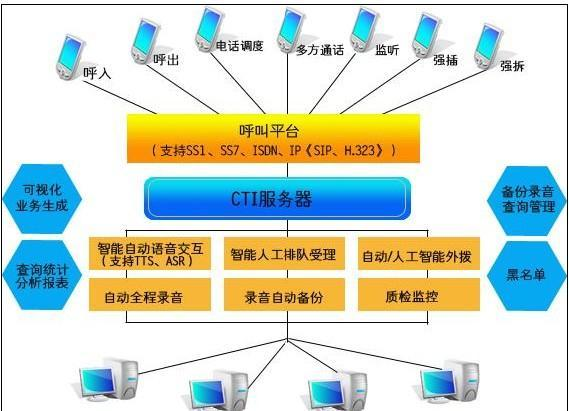 呼入
呼出
电话调度
多方通话
监听
强插
强拆
呼叫平台
(支持SS1、SS7、ISDN、IP《SIP、H.323》)
CTI服务器
可视化
业务生成
备份录音
查询管理
智能自动语音交互
(支持TTS、ASR)
智能人工排队受理
自动/人工智能外拨
查询统计
分析报表
黑名单
自动全程录音
录音自动备份
质检监控